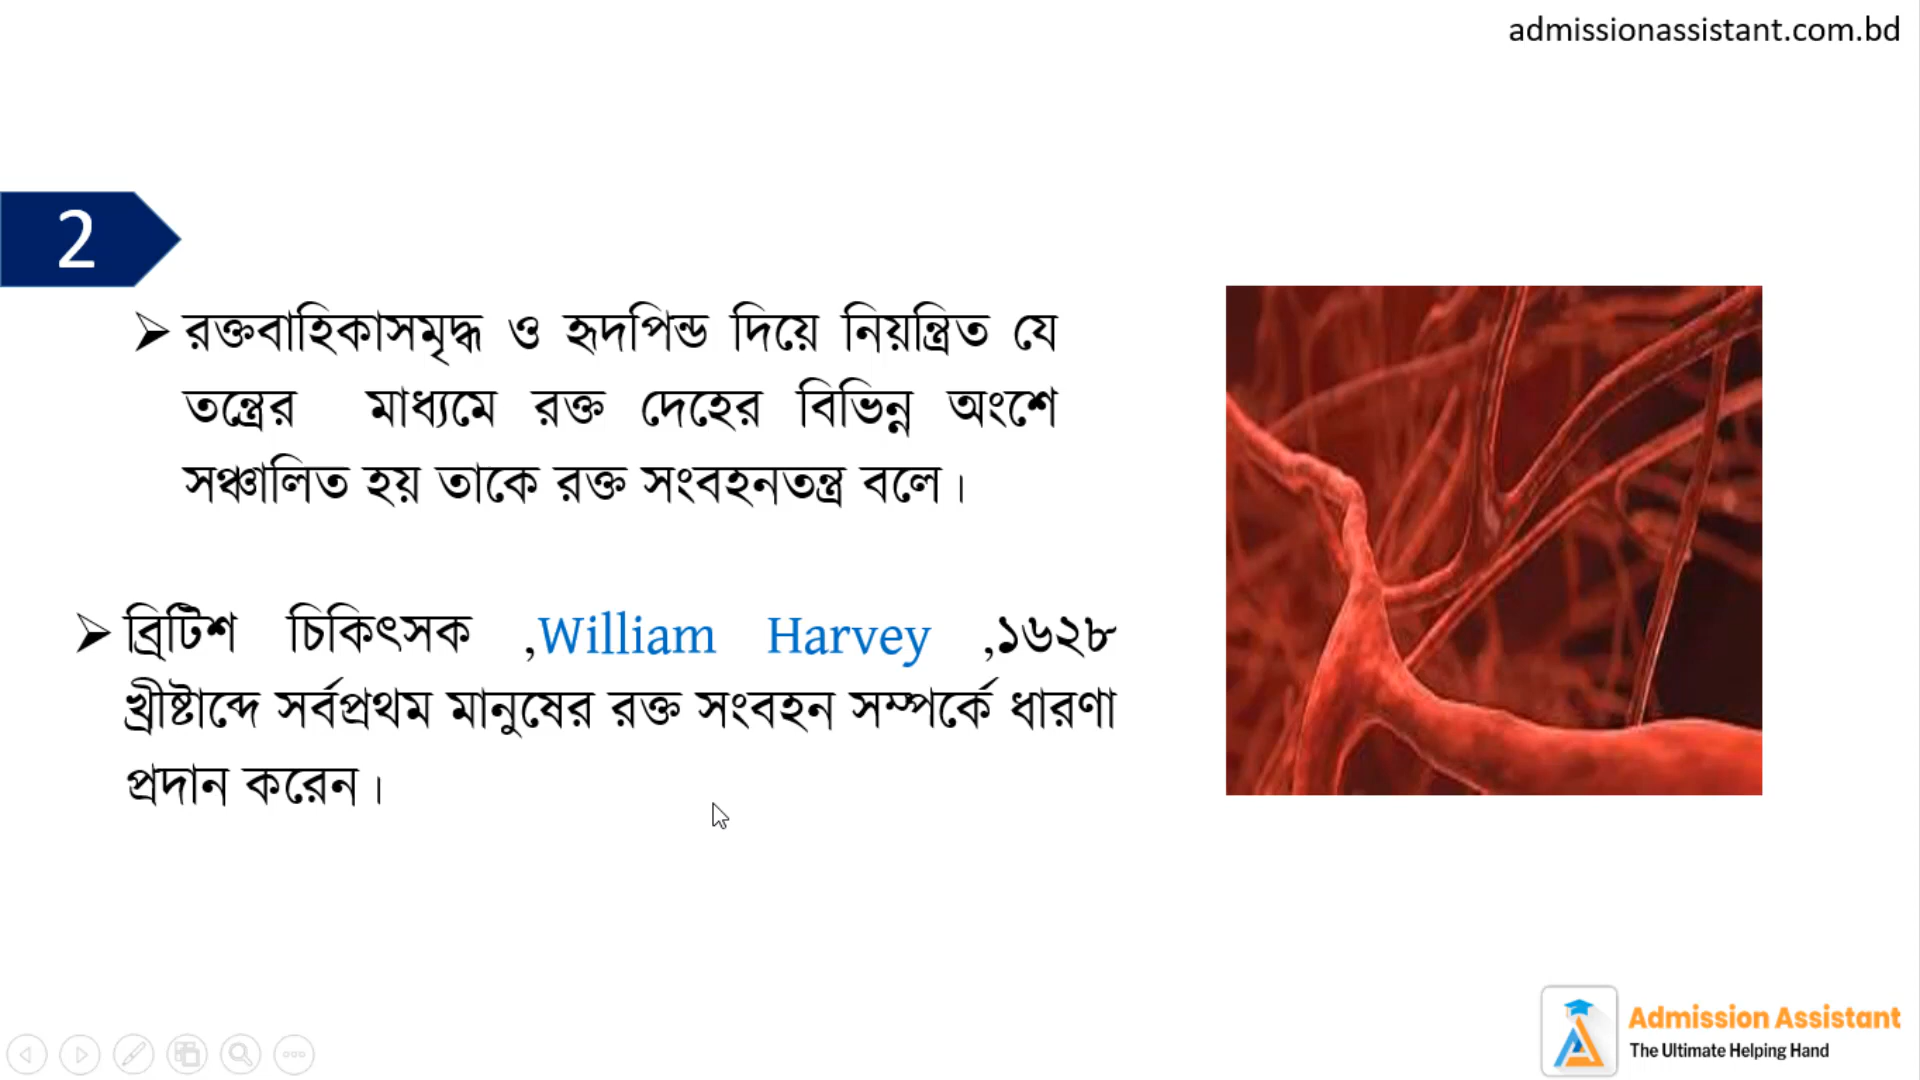 admissionassistant.com.bd
2
রক্তবাহিকাসমৃদ্ধ ও হৃদপিন্ড দিয়ে নিয়ন্ত্রিত যে
তন্ত্রের মাধ্যমে রক্ত দেহের বিভিন্ন অংশে
সঞ্চালিত হয় তাকে রক্ত সংবহনতন্ত্র বলে।
ব্রিটিশ চিকিৎসক ,William Harvey ,১৬২৮
খ্রীষ্টাব্দে সর্বপ্রথম মানুষের রক্ত সংবহন সম্পর্কে ধারণা
প্রদান করেন।
Admission Assistant
The Ultimate Helping Hand